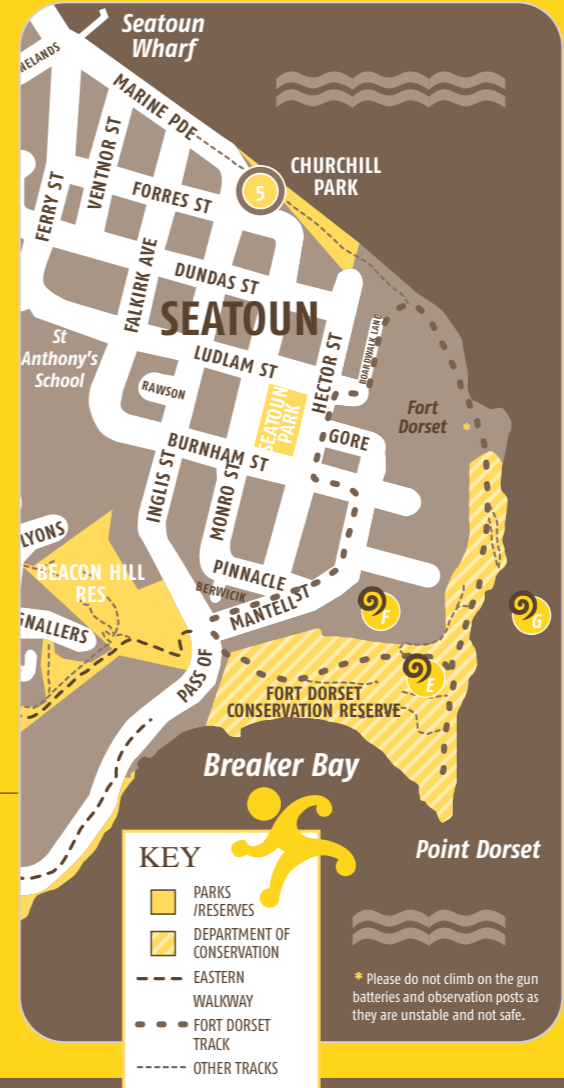 Seatoun
Wharf
NELANDS
MARINE PDE
CHURCHILL
PARK
5
VENTNOR ST
FERRY ST
FORRES ST
FALKIRK AVE
DUNDAS ST
SEATOUN
St
Anthony's
School
LUDLAM ST
HECTOR ST
BOARDWALK LANE
RAWSON
SEATOUN
PARK
Fort
Dorset *
GORE
BURNHAM ST
INGLIS ST
MONRO ST
LYONS
BEACON HILL
RES
PINNACLE
BERWICIK
MANTELL ST
GNALLERS
F
G
E
PASS OF
FORT DORSET
CONSERVATION RESERVE
Breaker Bay
Point Dorset
KEY
PARKS
/RESERVES
DEPARTMENT OF
CONSERVATION
EASTERN
WALKWAY
FORT DORSET
TRACK
OTHER TRACKS
* Please do not climb on the gun
batteries and observation posts as
they are unstable and not safe.